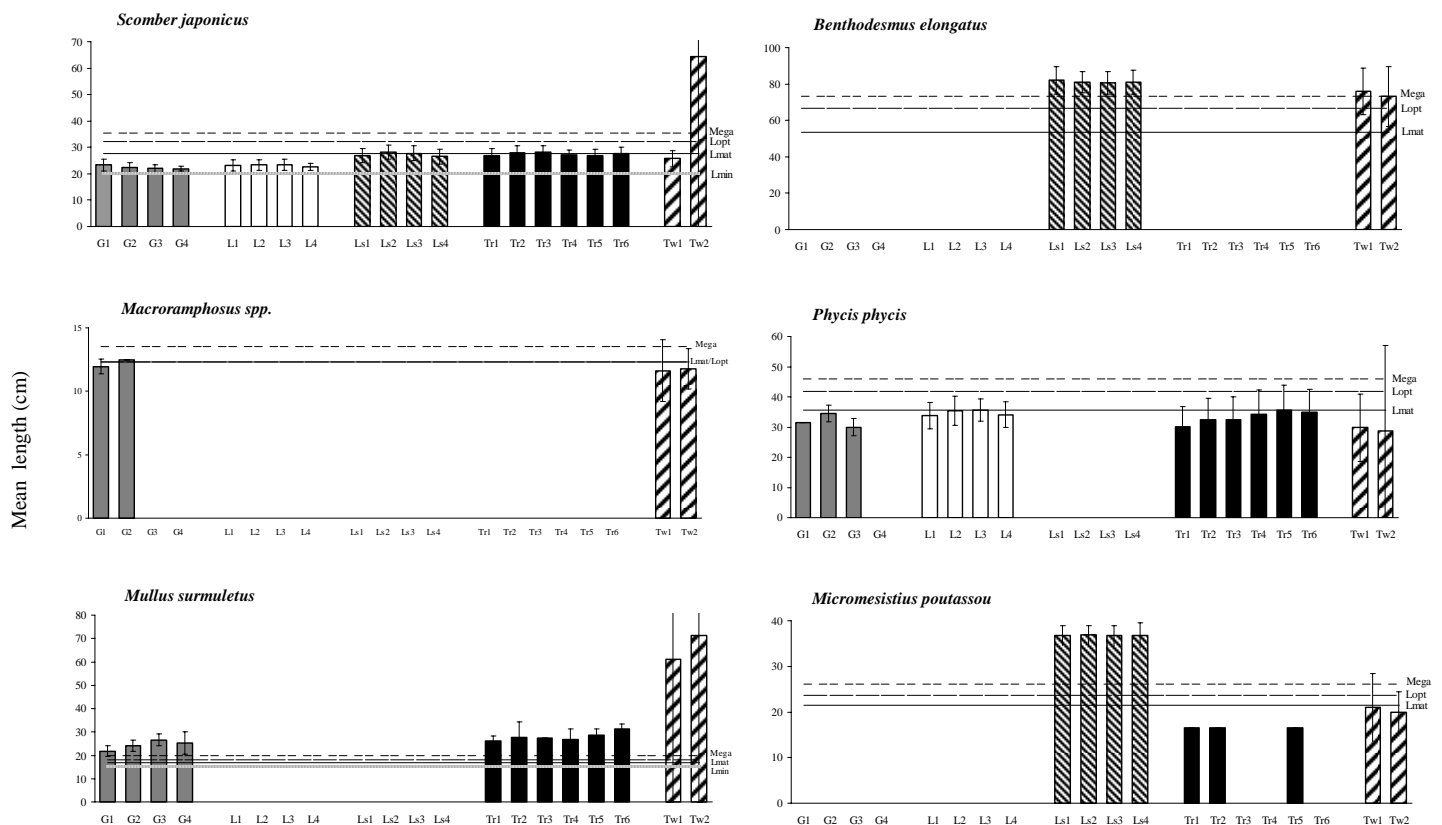 Mean length (cm)
Scomber japonicus
70
60
50
40
30
20
10
0
Mega
Lopt
Lmat
Lmin
G1 G2 G3 G4 L1 L2 L3 L4 Ls1 Ls2 Ls3 Ls4 Tr1 Tr2 Tr3 Tr4 Tr5 Tr6 Tw1 Tw2
Benthodesmus elongatus
100
80
60
40
20
0
Mega
Lopt
Lmat
G1 G2 G3 G4 L1 L2 L3 L4 Ls1 Ls2 Ls3 Ls4 Tr1 Tr2 Tr3 Tr4 Tr5 Tr6 Tw1 Tw2
Macroramphosus spp.
15
10
5
0
Mega
Lmat/Lopt
G1 G2 G3 G4 L1 L2 L3 L4 Ls1 Ls2 Ls3 Ls4 Tr1 Tr2 Tr3 Tr4 Tr5 Tr6 Tw1 Tw2
Phycis phycis
60
50
40
30
20
10
0
Mega
Lopt
Lmat
G1 G2 G3 G4 L1 L2 L3 L4 Ls1 Ls2 Ls3 Ls4 Tr1 Tr2 Tr3 Tr4 Tr5 Tr6 Tw1 Tw2
Mullus surmuletus
80
70
60
50
40
30
20
10
0
Mega
Lmat
Lmin
G1 G2 G3 G4 L1 L2 L3 L4 Ls1 Ls2 Ls3 Ls4 Tr1 Tr2 Tr3 Tr4 Tr5 Tr6 Tw1 Tw2
Micromesistius poutassou
40
30
20
10
0
Mega
Lopt
Lmat
G1 G2 G3 G4 L1 L2 L3 L4 Ls1 Ls2 Ls3 Ls4 Tr1 Tr2 Tr3 Tr4 Tr5 Tr6 Tw1 Tw2